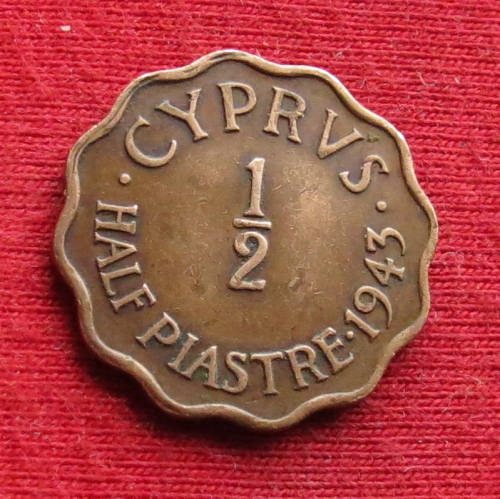 CYPRVS
1/2
HALF PIASTRE·1943